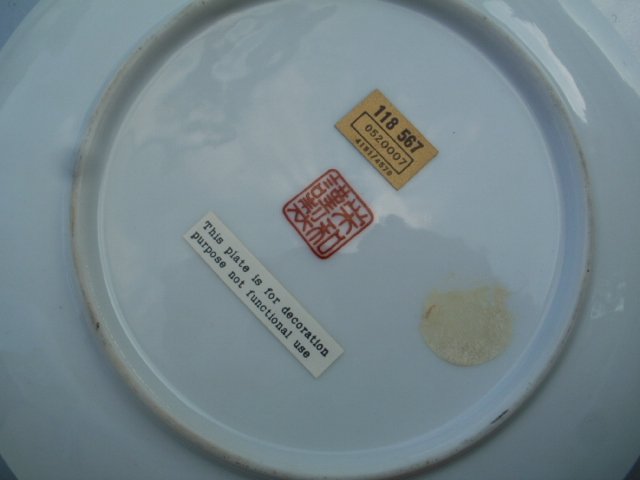 118 567
0520007
This plate is for decoration
purpose not functional use